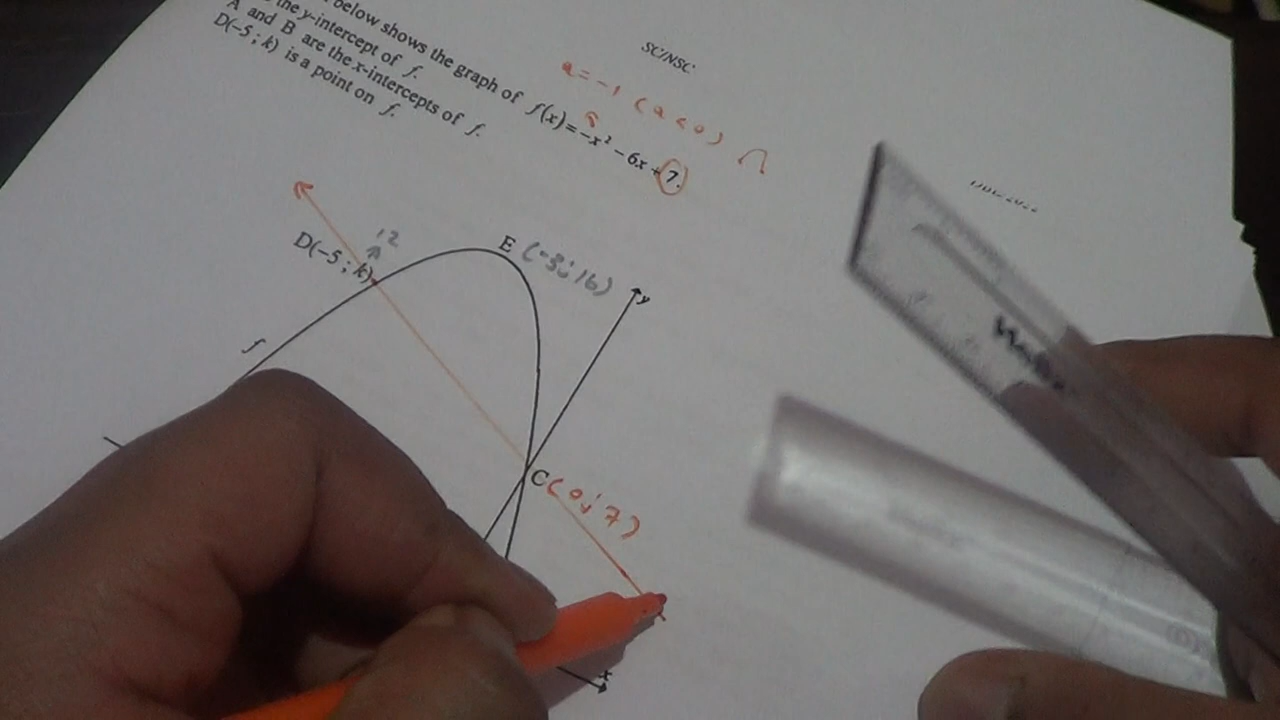 SC/NSC
below shows the graph of f(x) = -x² - 6x + 7.
the y-intercept of f.
A and B are the x-intercepts of f.
D(-5 ; k) is a point on f.
a = -1 (a < 0)
12
D(-5 ; k)
E (-3; 16)
y
f
C (0; 7)
x